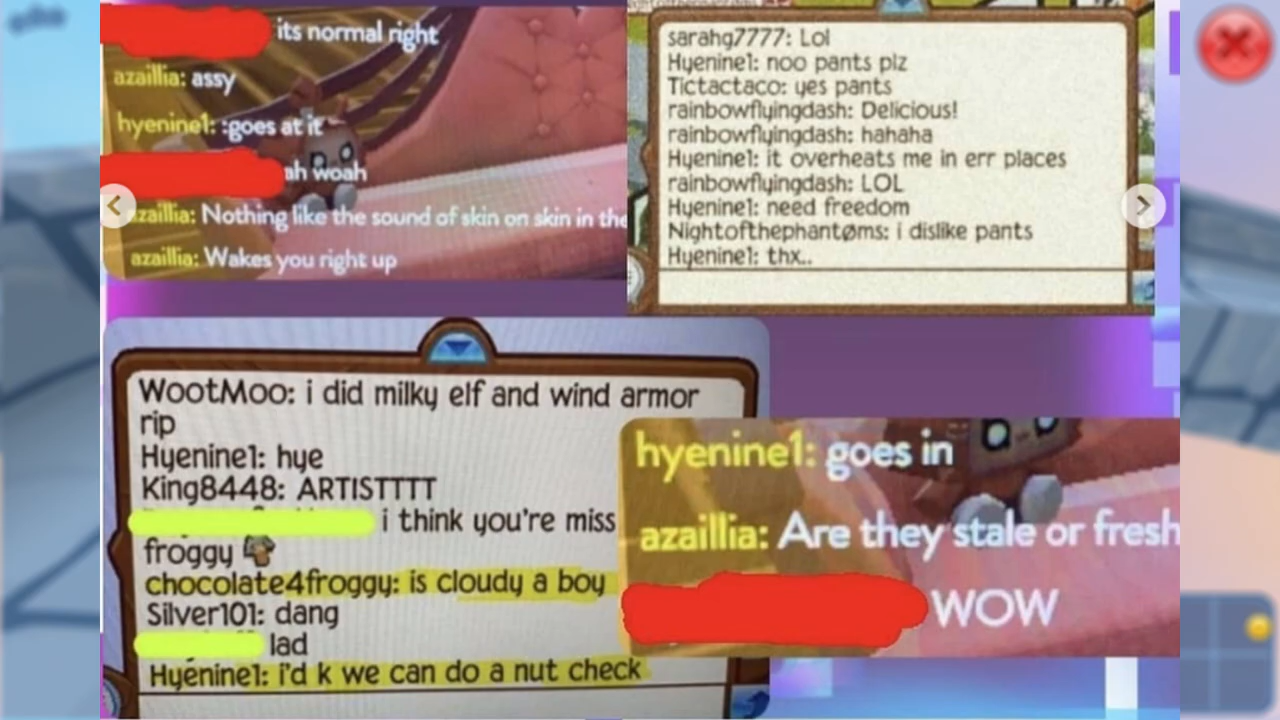 its normal right
azaillia: assy
hyenine1: :goes at it
ah woah
azaillia: Nothing like the sound of skin on skin in the
azaillia: Wakes you right up
sarahg7777: Lol
Hyenine1: noo pants plz
Tictactaco: yes pants
rainbowflyingdash: Delicious!
rainbowflyingdash: hahaha
Hyenine1: it overheats me in err places
rainbowflyingdash: LOL
Hyenine1: need freedom
Nightofthephantøms: i dislike pants
Hyenine1: thx..
WootMoo: i did milky elf and wind armor
rip
Hyenine1: hye
King8448: ARTISTTTT
i think you're miss
froggy
chocolate4froggy: is cloudy a boy
Silver101: dang
lad
Hyenine1: i'd k we can do a nut check
hyenine1: goes in
azaillia: Are they stale or fresh
WOW